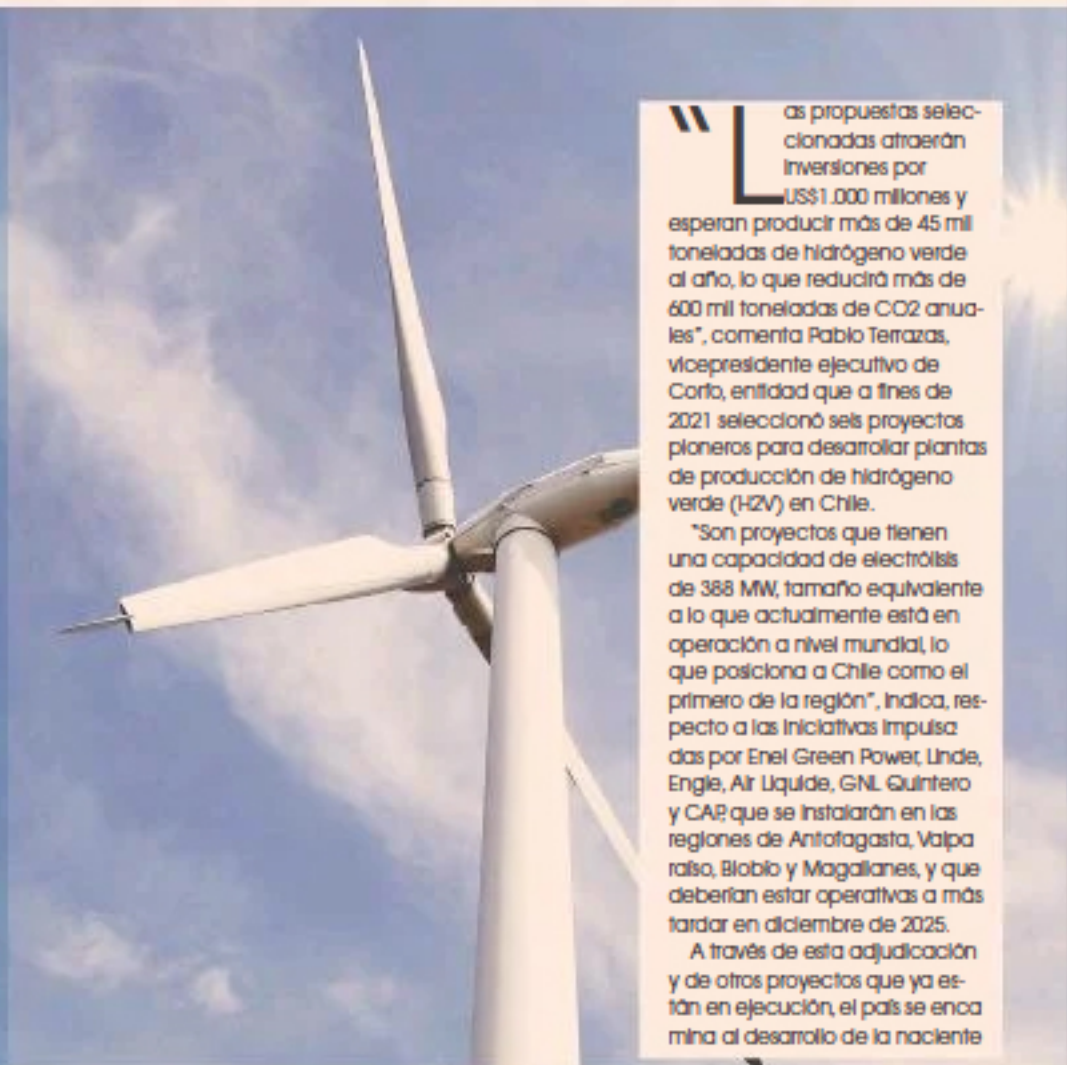 “Las propuestas selec-
cionadas atraerán
inversiones por
US$1.000 millones y
esperan producir más de 45 mil
toneladas de hidrógeno verde
al año, lo que reducirá más de
600 mil toneladas de CO2 anua-
les”, comenta Pablo Terrazas,
vicepresidente ejecutivo de
Corfo, entidad que a fines de
2021 seleccionó seis proyectos
pioneros para desarrollar plantas
de producción de hidrógeno
verde (H2V) en Chile.
“Son proyectos que tienen
una capacidad de electrólisis
de 388 MW, tamaño equivalente
a lo que actualmente está en
operación a nivel mundial, lo
que posiciona a Chile como el
primero de la región”, indica, res-
pecto a las iniciativas impulsa
das por Enel Green Power, Linde,
Engie, Air Liquide, GNL Quintero
y CAP, que se instalarán en las
regiones de Antofagasta, Valpa
raíso, Biobío y Magallanes, y que
deberían estar operativas a más
tardar en diciembre de 2025.
A través de esta adjudicación
y de otros proyectos que ya es-
tán en ejecución, el país se enca
mina al desarrollo de la naciente